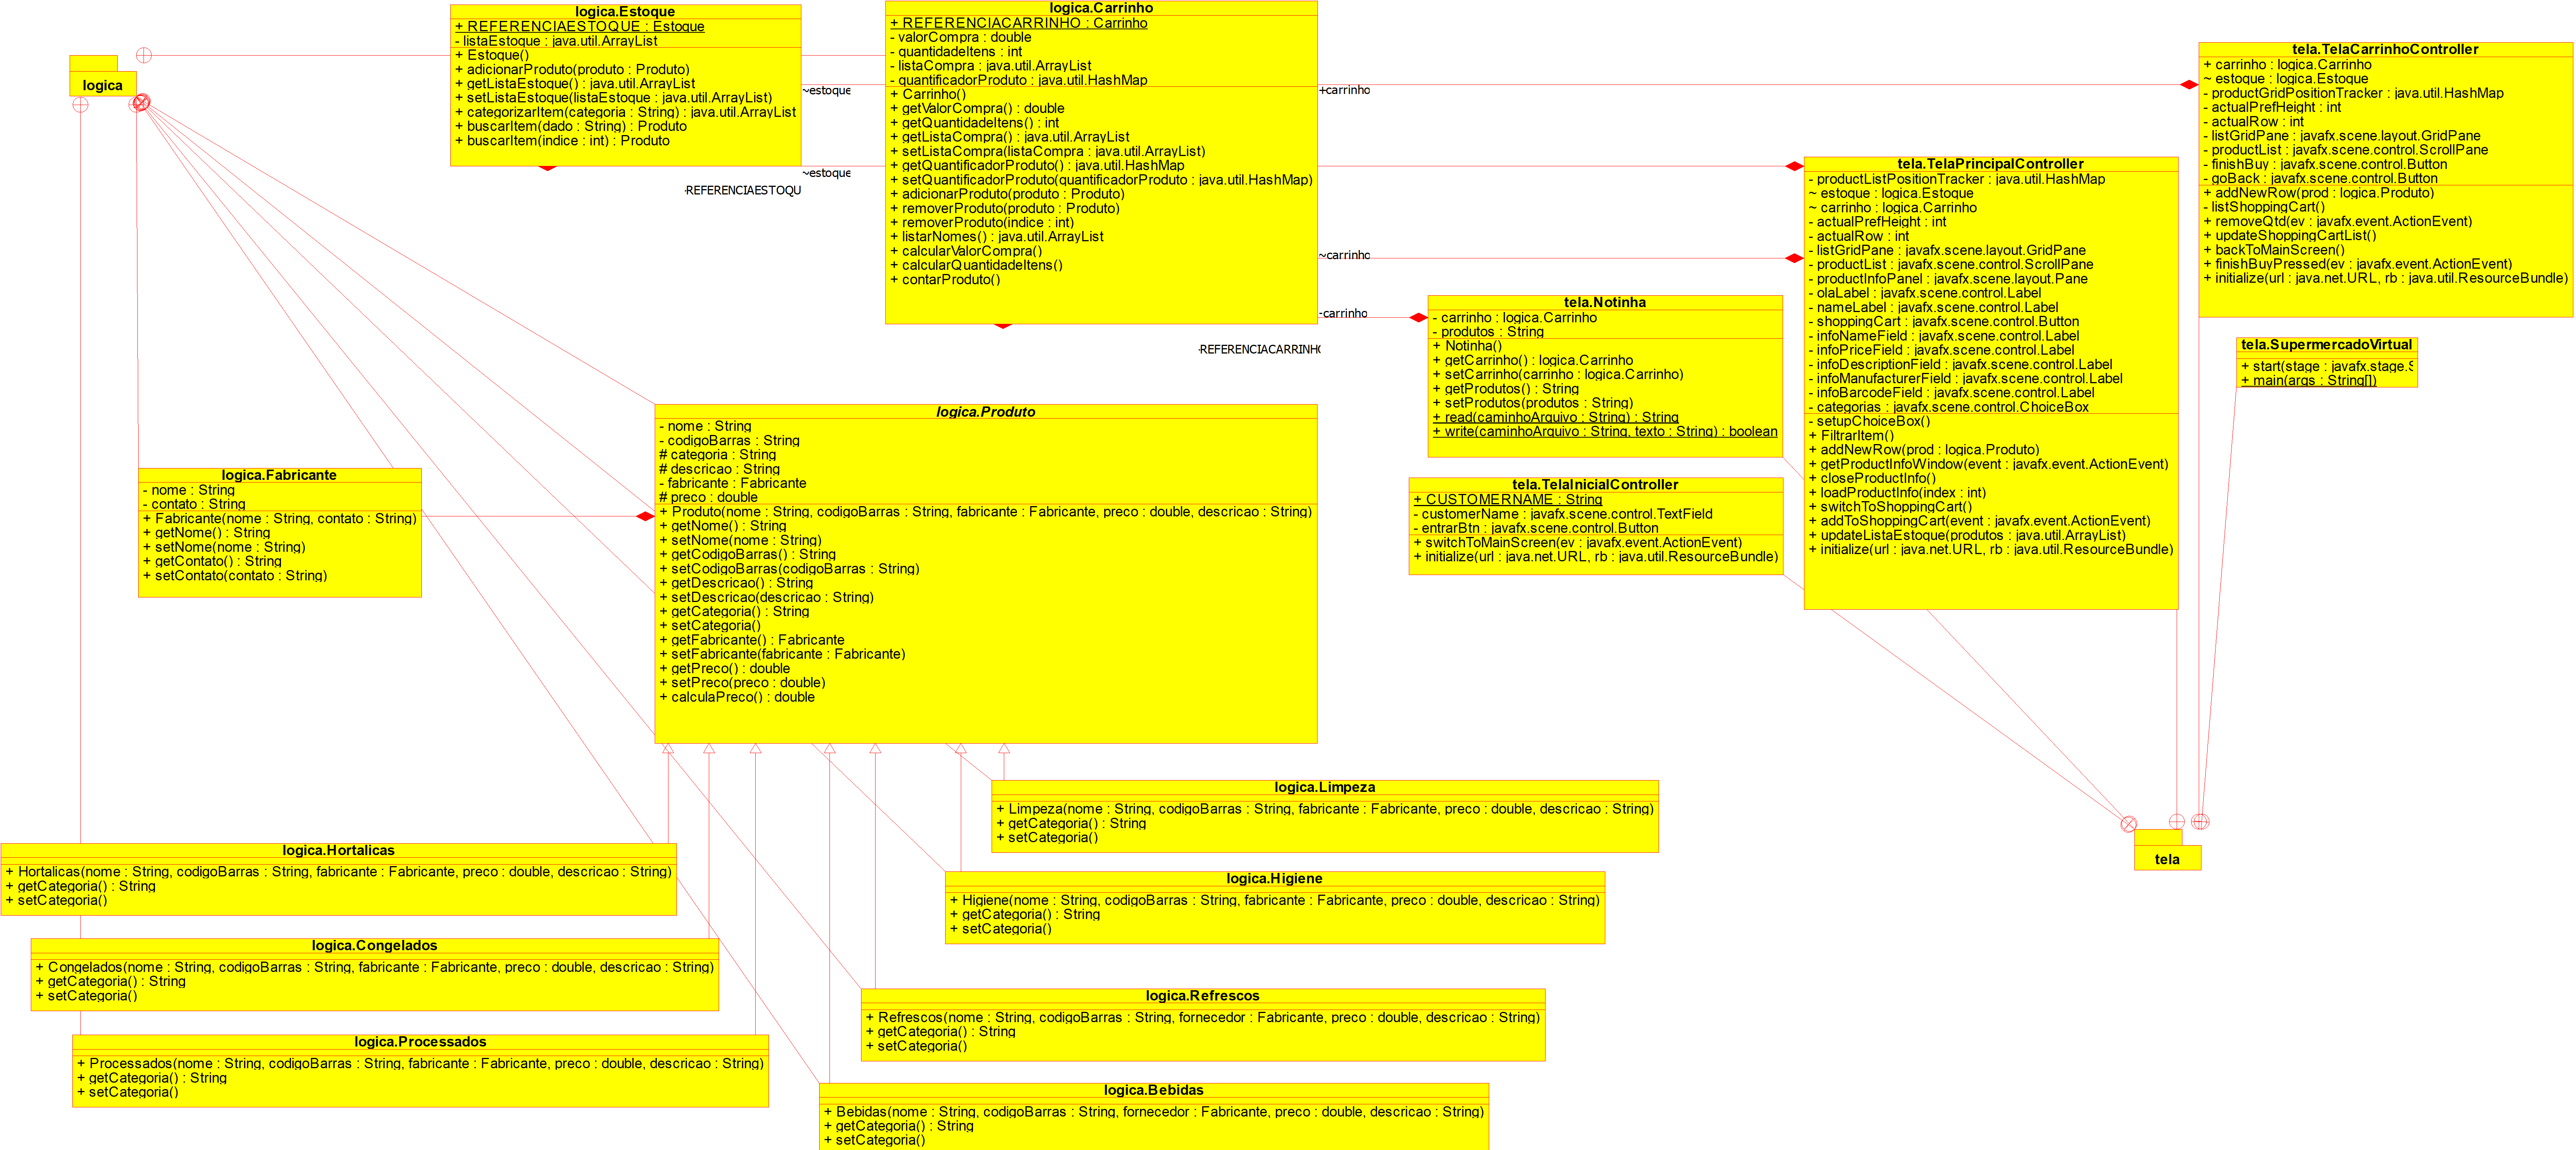 logica
logica.Estoque
+ REFERENCIAESTOQUE : Estoque
- listaEstoque : java.util.ArrayList
+ Estoque()
+ adicionarProduto(produto : Produto)
+ getListaEstoque() : java.util.ArrayList
+ setListaEstoque(listaEstoque : java.util.ArrayList)
+ categorizarItem(categoria : String) : java.util.ArrayList
+ buscarItem(dado : String) : Produto
+ buscarItem(indice : int) : Produto
~estoque
~estoque
-REFERENCIAESTOQU
logica.Carrinho
+ REFERENCIACARRINHO : Carrinho
- valorCompra : double
- quantidadeItens : int
- listaCompra : java.util.ArrayList
- quantificadorProduto : java.util.HashMap
+ Carrinho()
+ getValorCompra() : double
+ getQuantidadeItens() : int
+ getListaCompra() : java.util.ArrayList
+ setListaCompra(listaCompra : java.util.ArrayList)
+ getQuantificadorProduto() : java.util.HashMap
+ setQuantificadorProduto(quantificadorProduto : java.util.HashMap)
+ adicionarProduto(produto : Produto)
+ removerProduto(produto : Produto)
+ removerProduto(indice : int)
+ listarNomes() : java.util.ArrayList
+ calcularValorCompra()
+ calcularQuantidadeItens()
+ contarProduto()
+carrinho
~carrinho
-carrinho
-REFERENCIACARRINHO
tela.TelaCarrinhoController
+ carrinho : logica.Carrinho
~ estoque : logica.Estoque
- productGridPositionTracker : java.util.HashMap
- actualPrefHeight : int
- actualRow : int
- listGridPane : javafx.scene.layout.GridPane
- productList : javafx.scene.control.ScrollPane
- finishBuy : javafx.scene.control.Button
- goBack : javafx.scene.control.Button
+ addNewRow(prod : logica.Produto)
- listShoppingCart()
+ removeQtd(ev : javafx.event.ActionEvent)
+ updateShoppingCartList()
+ backToMainScreen()
+ finishBuyPressed(ev : javafx.event.ActionEvent)
+ initialize(url : java.net.URL, rb : java.util.ResourceBundle)
tela.TelaPrincipalController
- productListPositionTracker : java.util.HashMap
~ estoque : logica.Estoque
~ carrinho : logica.Carrinho
- actualPrefHeight : int
- actualRow : int
- listGridPane : javafx.scene.layout.GridPane
- productList : javafx.scene.control.ScrollPane
- productInfoPanel : javafx.scene.layout.Pane
- olaLabel : javafx.scene.control.Label
- nameLabel : javafx.scene.control.Label
- shoppingCart : javafx.scene.control.Button
- infoNameField : javafx.scene.control.Label
- infoPriceField : javafx.scene.control.Label
- infoDescriptionField : javafx.scene.control.Label
- infoManufacturerField : javafx.scene.control.Label
- infoBarcodeField : javafx.scene.control.Label
- categorias : javafx.scene.control.ChoiceBox
- setupChoiceBox()
+ FiltrarItem()
+ addNewRow(prod : logica.Produto)
+ getProductInfoWindow(event : javafx.event.ActionEvent)
+ closeProductInfo()
+ loadProductInfo(index : int)
+ switchToShoppingCart()
+ addToShoppingCart(event : javafx.event.ActionEvent)
+ updateListaEstoque(produtos : java.util.ArrayList)
+ initialize(url : java.net.URL, rb : java.util.ResourceBundle)
tela.Notinha
- carrinho : logica.Carrinho
- produtos : String
+ Notinha()
+ getCarrinho() : logica.Carrinho
+ setCarrinho(carrinho : logica.Carrinho)
+ getProdutos() : String
+ setProdutos(produtos : String)
+ read(caminhoArquivo : String) : String
+ write(caminhoArquivo : String, texto : String) : boolean
tela.SupermercadoVirtual
+ start(stage : javafx.stage.S
+ main(args : String[])
tela.TelaInicialController
+ CUSTOMERNAME : String
- customerName : javafx.scene.control.TextField
- entrarBtn : javafx.scene.control.Button
+ switchToMainScreen(ev : javafx.event.ActionEvent)
+ initialize(url : java.net.URL, rb : java.util.ResourceBundle)
logica.Produto
- nome : String
- codigoBarras : String
# categoria : String
# descricao : String
- fabricante : Fabricante
# preco : double
+ Produto(nome : String, codigoBarras : String, fabricante : Fabricante, preco : double, descricao : String)
+ getNome() : String
+ setNome(nome : String)
+ getCodigoBarras() : String
+ setCodigoBarras(codigoBarras : String)
+ getDescricao() : String
+ setDescricao(descricao : String)
+ getCategoria() : String
+ setCategoria()
+ getFabricante() : Fabricante
+ setFabricante(fabricante : Fabricante)
+ getPreco() : double
+ setPreco(preco : double)
+ calculaPreco() : double
logica.Fabricante
- nome : String
- contato : String
+ Fabricante(nome : String, contato : String)
+ getNome() : String
+ setNome(nome : String)
+ getContato() : String
+ setContato(contato : String)
logica.Limpeza
+ Limpeza(nome : String, codigoBarras : String, fabricante : Fabricante, preco : double, descricao : String)
+ getCategoria() : String
+ setCategoria()
logica.Hortalicas
+ Hortalicas(nome : String, codigoBarras : String, fabricante : Fabricante, preco : double, descricao : String)
+ getCategoria() : String
+ setCategoria()
tela
logica.Higiene
+ Higiene(nome : String, codigoBarras : String, fabricante : Fabricante, preco : double, descricao : String)
+ getCategoria() : String
+ setCategoria()
logica.Congelados
+ Congelados(nome : String, codigoBarras : String, fabricante : Fabricante, preco : double, descricao : String)
+ getCategoria() : String
+ setCategoria()
logica.Refrescos
+ Refrescos(nome : String, codigoBarras : String, fornecedor : Fabricante, preco : double, descricao : String)
+ getCategoria() : String
+ setCategoria()
logica.Processados
+ Processados(nome : String, codigoBarras : String, fabricante : Fabricante, preco : double, descricao : String)
+ getCategoria() : String
+ setCategoria()
logica.Bebidas
+ Bebidas(nome : String, codigoBarras : String, fornecedor : Fabricante, preco : double, descricao : String)
+ getCategoria() : String
+ setCategoria()